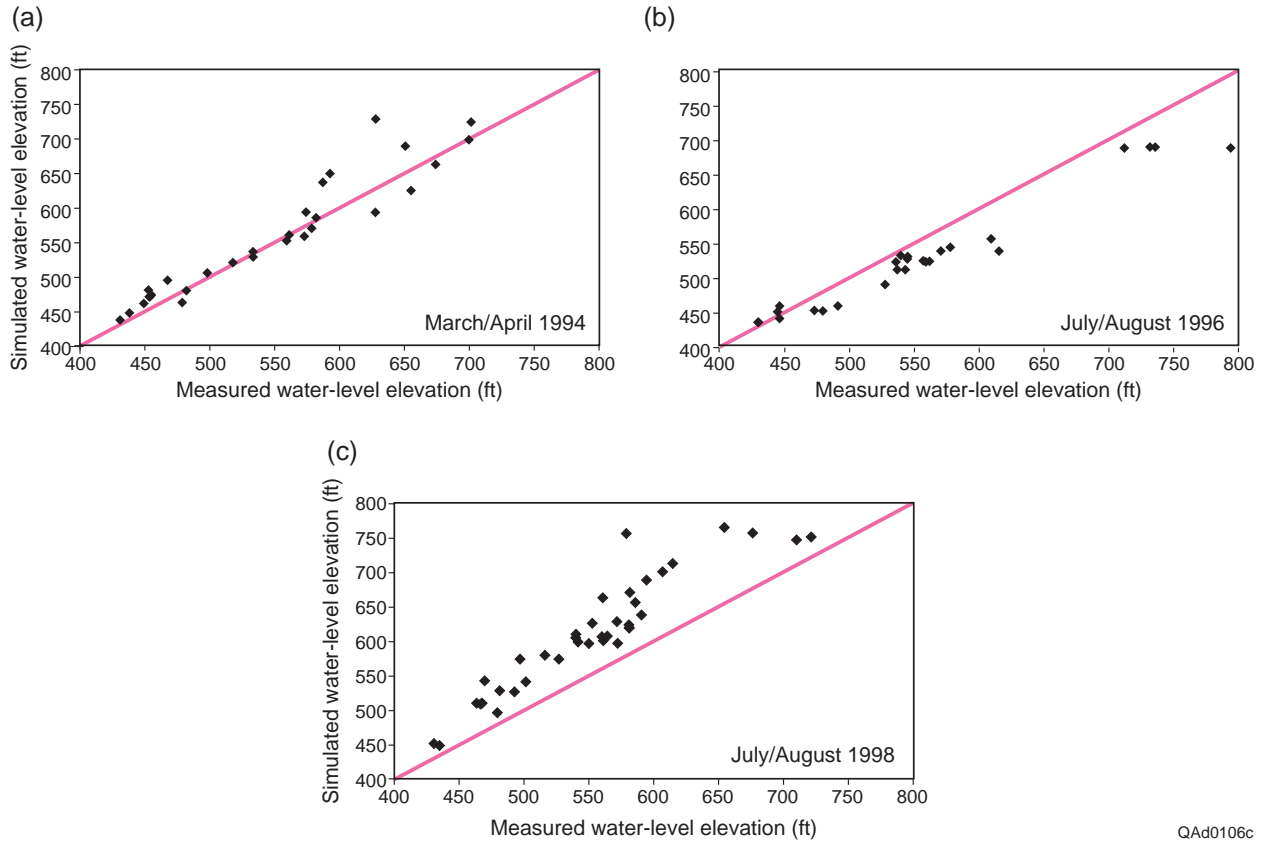 (a)
Simulated water-level elevation (ft)
800
750
700
650
600
550
500
450
400
March/April 1994
400 450 500 550 600 650 700 750 800
Measured water-level elevation (ft)
(b)
800
750
700
650
600
550
500
450
400
July/August 1996
400 450 500 550 600 650 700 750 800
Measured water-level elevation (ft)
(c)
Simulated water-level elevation (ft)
800
750
700
650
600
550
500
450
400
July/August 1998
400 450 500 550 600 650 700 750 800
Measured water-level elevation (ft)
QAd0106c